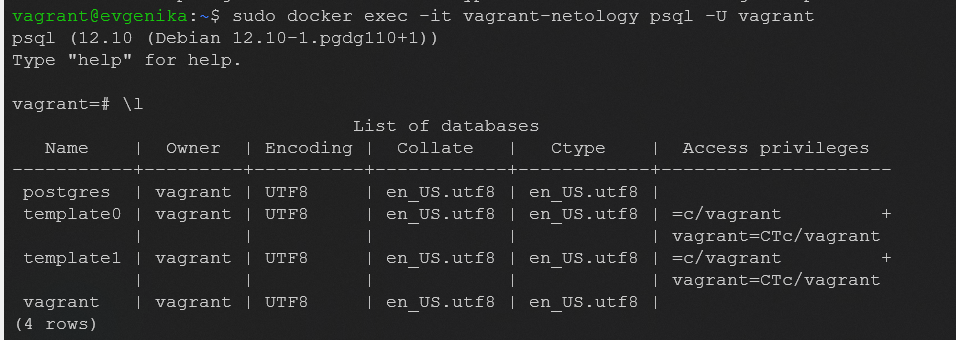 vagrant@evgenika:~$ sudo docker exec -it vagrant-netology psql -U vagrant
psql (12.10 (Debian 12.10-1.pgdg110+1))
Type "help" for help.

vagrant=# \l
                               List of databases
   Name    |  Owner  | Encoding |  Collate   |   Ctype    |  Access privileges
-----------+---------+----------+------------+------------+---------------------
 postgres  | vagrant | UTF8     | en_US.utf8 | en_US.utf8 |
 template0 | vagrant | UTF8     | en_US.utf8 | en_US.utf8 | =c/vagrant         +
           |         |          |            |            | vagrant=CTc/vagrant
 template1 | vagrant | UTF8     | en_US.utf8 | en_US.utf8 | =c/vagrant         +
           |         |          |            |            | vagrant=CTc/vagrant
 vagrant   | vagrant | UTF8     | en_US.utf8 | en_US.utf8 |
(4 rows)